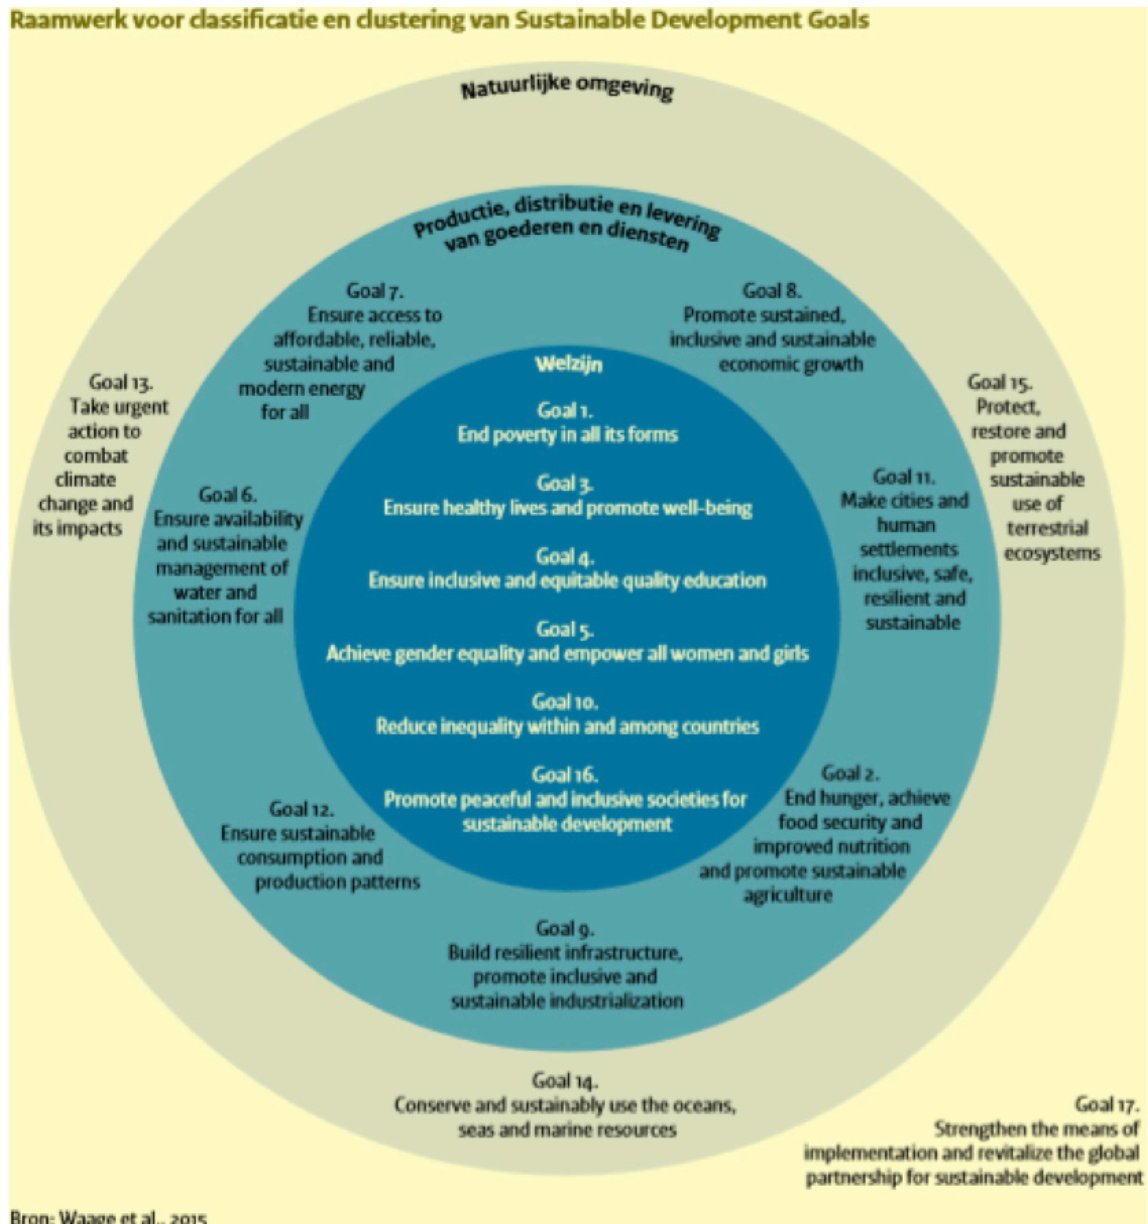 Raamwerk voor classificatie en clustering van Sustainable Development Goals
Natuurlijke omgeving
Productie, distributie en levering
van goederen en diensten
Goal 7.
Ensure access to
affordable, reliable,
sustainable and
modern energy
for all
Goal 8.
Promote sustained,
inclusive and sustainable
economic growth
Goal 13.
Take urgent
action to
combat
climate
change and
its impacts
Goal 15.
Protect,
restore and
promote
sustainable
use of
terrestrial
ecosystems
Goal 6.
Ensure availability
and sustainable
management of
water and
sanitation for all
Goal 11.
Make cities and
human
settlements
inclusive, safe,
resilient and
sustainable
Welzijn
Goal 1.
End poverty in all its forms
Goal 3.
Ensure healthy lives and promote well-being
Goal 4.
Ensure inclusive and equitable quality education
Goal 5.
Achieve gender equality and empower all women and girls
Goal 10.
Reduce inequality within and among countries
Goal 16.
Promote peaceful and inclusive societies for
sustainable development
Goal 12.
Ensure sustainable
consumption and
production patterns
Goal 2.
End hunger, achieve
food security and
improved nutrition
and promote sustainable
agriculture
Goal 9.
Build resilient infrastructure,
promote inclusive and
sustainable industrialization
Goal 14.
Conserve and sustainably use the oceans,
seas and marine resources
Goal 17.
Strengthen the means of
implementation and revitalize the global
partnership for sustainable development
Bron: Waage et al., 2015